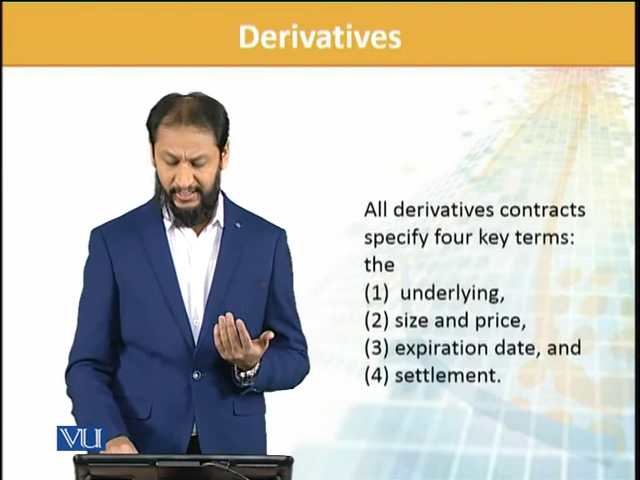 Derivatives
All derivatives contracts
specify four key terms:
the
(1) underlying,
(2) size and price,
(3) expiration date, and
(4) settlement.
VU